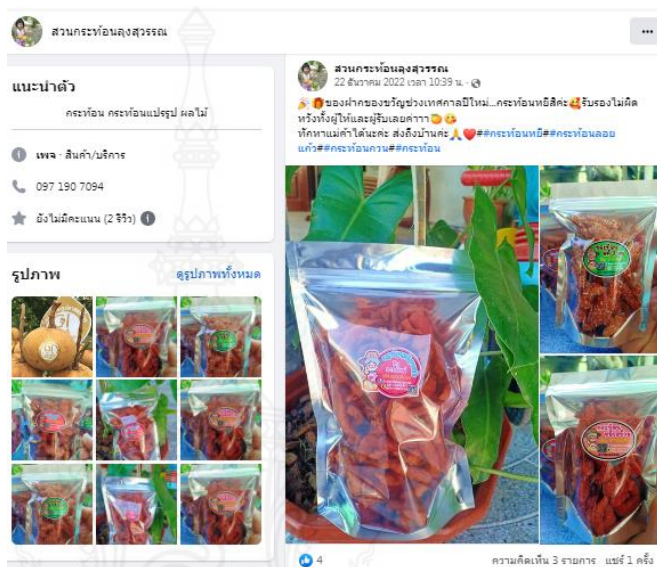 สวนกระท้อนลุงสุวรรณ
แนะนำตัว
กระท้อน กระท้อนแปรรูป ผลไม้
เพจ · สินค้า/บริการ
097 190 7094
ยังไม่มีคะแนน (2 รีวิว)
รูปภาพ
ดูรูปภาพทั้งหมด
สวนกระท้อนลุงสุวรรณ
22 ธันวาคม 2022 เวลา 10:39 น. ·
ของฝากของขวัญช่วงเทศกาลปีใหม่...กระท้อนหยีสิค่ะรับรองไม่ผิด
หวังทั้งผู้ให้และผู้รับเลยค่าาา
ทักหาแม่ค้าได้นะคะ ส่งถึงบ้านค่ะ##กระท้อนหยี##กระท้อนลอย
แก้ว##กระท้อนกวน##กระท้อน
4
ความคิดเห็น 3 รายการ แชร์ 1 ครั้ง